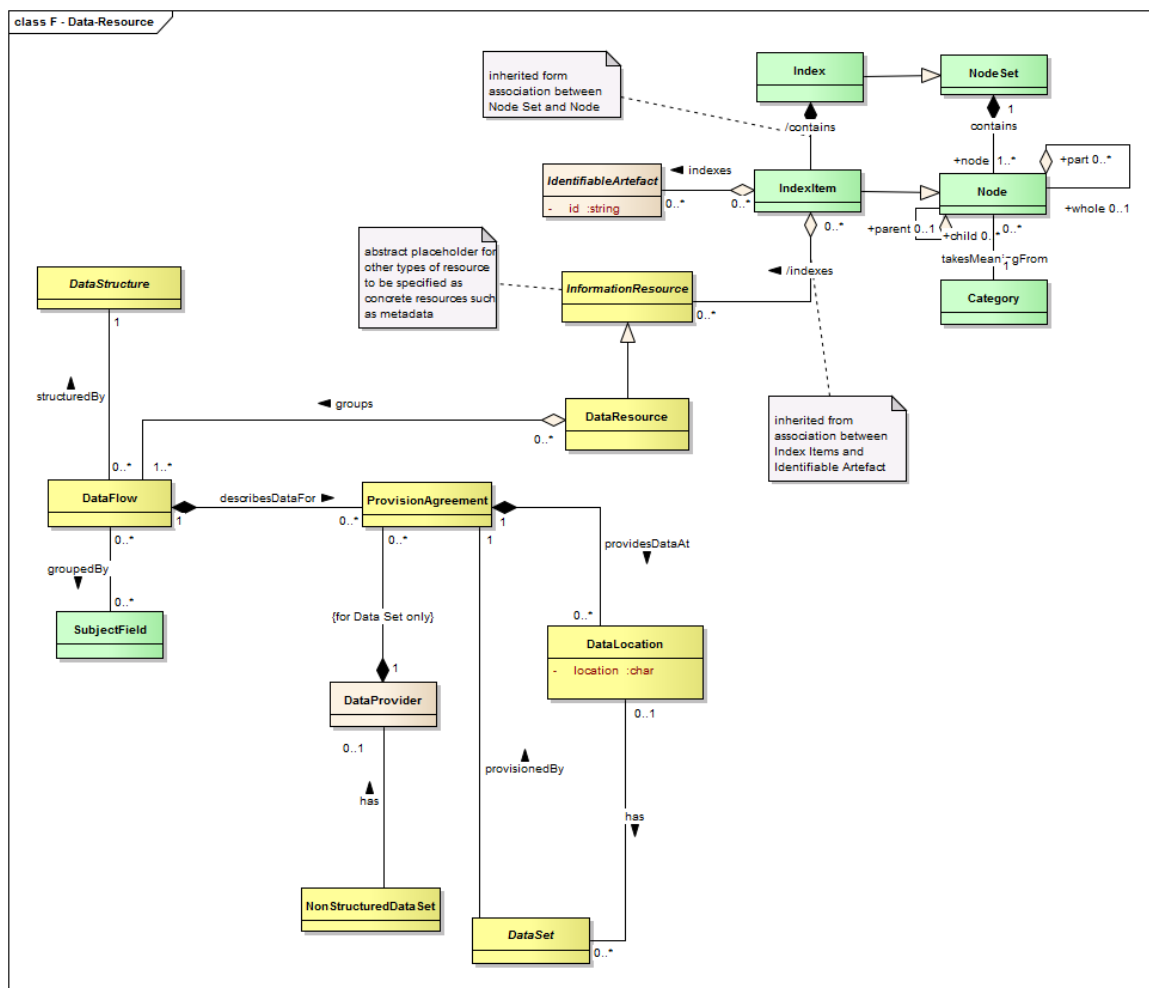 class F - Data-Resource
inherited form
association between
Node Set and Node
Index
NodeSet
1
/contains
contains
+node
1..*
+part 0..*
IdentifiableArtefact
- id :string
indexes
0..*
0..*
IndexItem
Node
+whole 0..1
0..*
+parent 0..1
+child 0..*
0..*
abstract placeholder for
other types of resource
to be specified as
concrete resources such
as metadata
takesMeaningFrom
1
DataStructure
/indexes
InformationResource
Category
1
0..*
structuredBy
groups
DataResource
0..*
inherited from
association between
Index Items and
Identifiable Artefact
0..*
1..*
DataFlow
describesDataFor
ProvisionAgreement
1
0..*
1
0..*
0..*
1
providesDataAt
groupedBy
0..*
0..*
SubjectField
{for Data Set only}
DataLocation
- location :char
1
DataProvider
0..1
0..1
provisionedBy
has
has
NonStructuredDataSet
DataSet
0..*